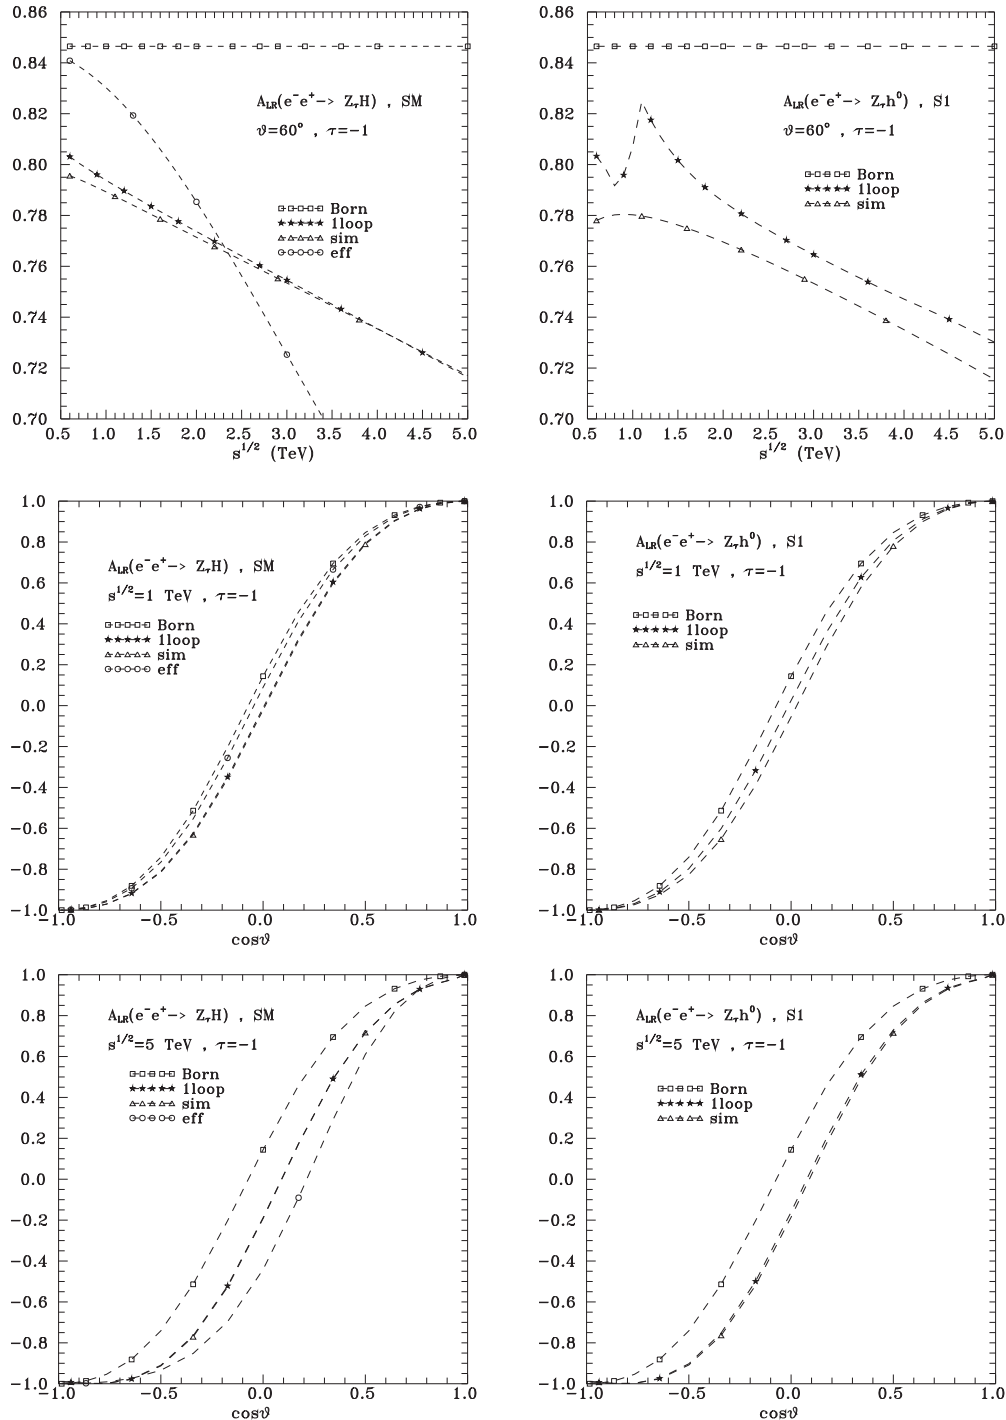 0.86
0.84
0.82
0.80
0.78
0.76
0.74
0.72
0.70
A_LR(e⁻e⁺−> Z_τH) , SM
ϑ=60° , τ=−1
Born
1loop
sim
eff
0.5 1.0 1.5 2.0 2.5 3.0 3.5 4.0 4.5 5.0
s^1/2 (TeV)
0.86
0.84
0.82
0.80
0.78
0.76
0.74
0.72
0.70
A_LR(e⁻e⁺−> Z_τh⁰) , S1
ϑ=60° , τ=−1
Born
1loop
sim
0.5 1.0 1.5 2.0 2.5 3.0 3.5 4.0 4.5 5.0
s^1/2 (TeV)
1.0
0.8
0.6
0.4
0.2
0.0
−0.2
−0.4
−0.6
−0.8
−1.0
A_LR(e⁻e⁺−> Z_τH) , SM
s^1/2=1 TeV , τ=−1
Born
1loop
sim
eff
−1.0 −0.5 0.0 0.5 1.0
cosϑ
1.0
0.8
0.6
0.4
0.2
0.0
−0.2
−0.4
−0.6
−0.8
−1.0
A_LR(e⁻e⁺−> Z_τh⁰) , S1
s^1/2=1 TeV , τ=−1
Born
1loop
sim
−1.0 −0.5 0.0 0.5 1.0
cosϑ
1.0
0.8
0.6
0.4
0.2
0.0
−0.2
−0.4
−0.6
−0.8
−1.0
A_LR(e⁻e⁺−> Z_τH) , SM
s^1/2=5 TeV , τ=−1
Born
1loop
sim
eff
−1.0 −0.5 0.0 0.5 1.0
cosϑ
1.0
0.8
0.6
0.4
0.2
0.0
−0.2
−0.4
−0.6
−0.8
−1.0
A_LR(e⁻e⁺−> Z_τh⁰) , S1
s^1/2=5 TeV , τ=−1
Born
1loop
sim
−1.0 −0.5 0.0 0.5 1.0
cosϑ